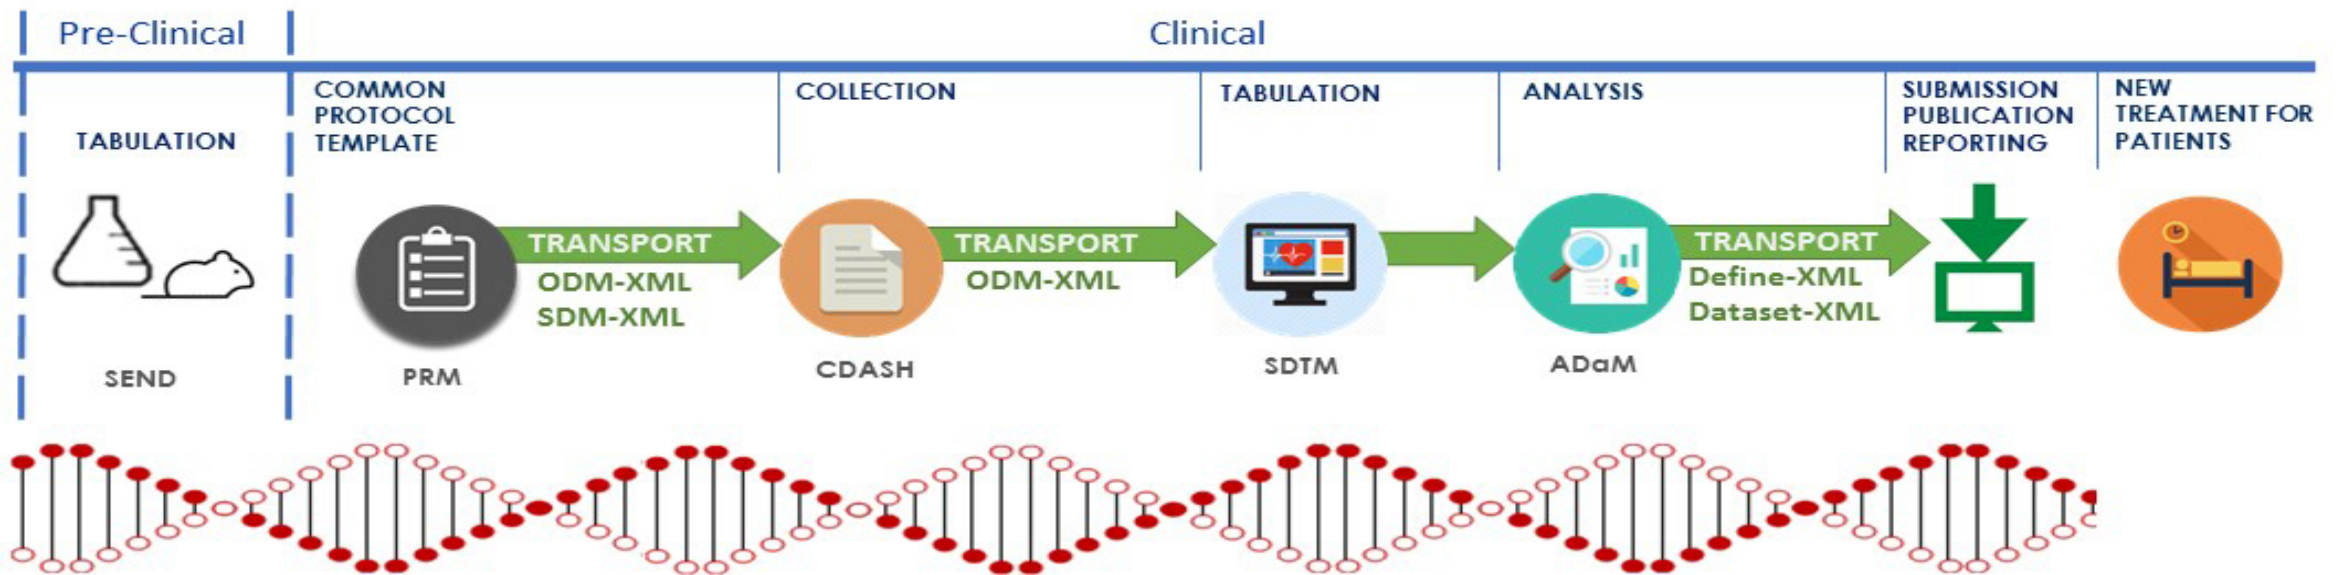 Pre-Clinical
Clinical
TABULATION
COMMON
PROTOCOL
TEMPLATE
COLLECTION
TABULATION
ANALYSIS
SUBMISSION
PUBLICATION
REPORTING
NEW
TREATMENT FOR
PATIENTS
TRANSPORT
ODM-XML
SDM-XML
TRANSPORT
ODM-XML
TRANSPORT
Define-XML
Dataset-XML
SEND
PRM
CDASH
SDTM
ADaM